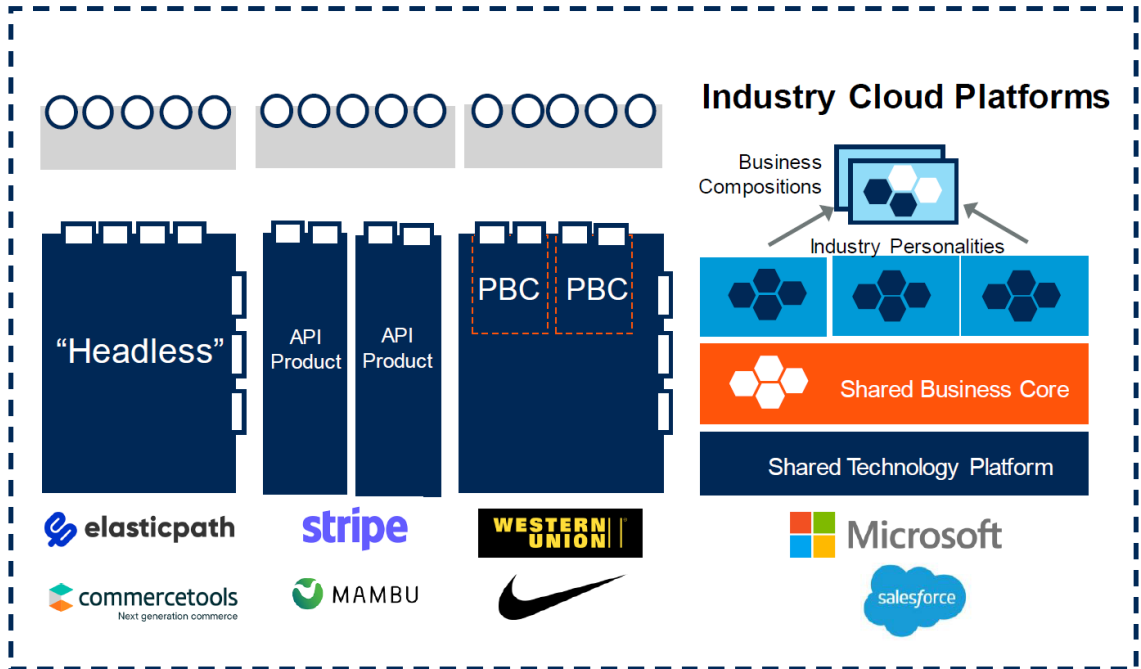 Industry Cloud Platforms
Business
Compositions
Industry Personalities
“Headless”
API
Product
API
Product
PBC
PBC
Shared Business Core
Shared Technology Platform
elasticpath
stripe
WESTERN
UNION
Microsoft
commercetools
Next generation commerce
MAMBU
salesforce